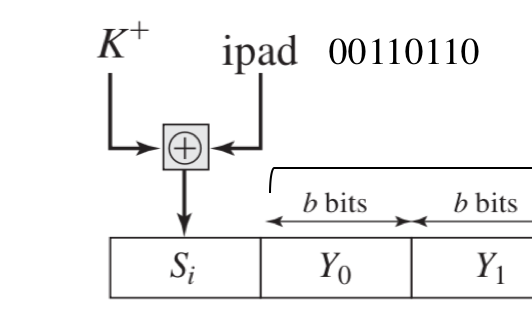 K+ ipad 00110110
⊕
b bits b bits
Si Y0 Y1